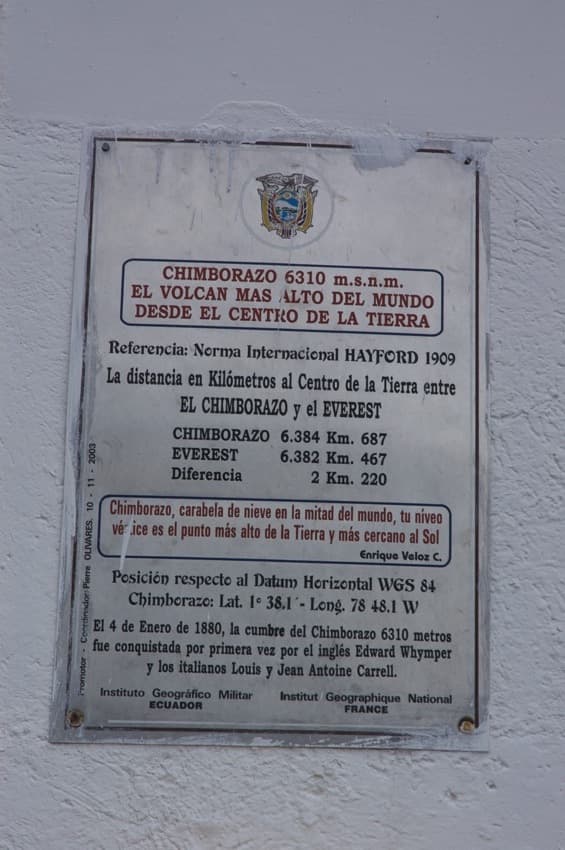 CHIMBORAZO 6310 m.s.n.m.
EL VOLCAN MAS ALTO DEL MUNDO
DESDE EL CENTRO DE LA TIERRA
Referencia: Norma Internacional HAYFORD 1909
La distancia en Kilómetros al Centro de la Tierra entre
EL CHIMBORAZO y el EVEREST
CHIMBORAZO 6.384 Km. 687
EVEREST 6.382 Km. 467
Diferencia 2 Km. 220
Chimborazo, carabela de nieve en la mitad del mundo, tu níveo
vértice es el punto más alto de la Tierra y más cercano al Sol
Enrique Veloz C.
Posición respecto al Datum Horizontal WGS 84
Chimborazo: Lat. 1° 38.1´- Long. 78 48.1 W
El 4 de Enero de 1880, la cumbre del Chimborazo 6310 metros
fue conquistada por primera vez por el inglés Edward Whymper
y los italianos Louis y Jean Antoine Carrell.
Instituto Geográfico Militar
ECUADOR
Institut Geographique National
FRANCE
Promotor - Coordinador: Pierre OLIVARES. 10 - 11 - 2003